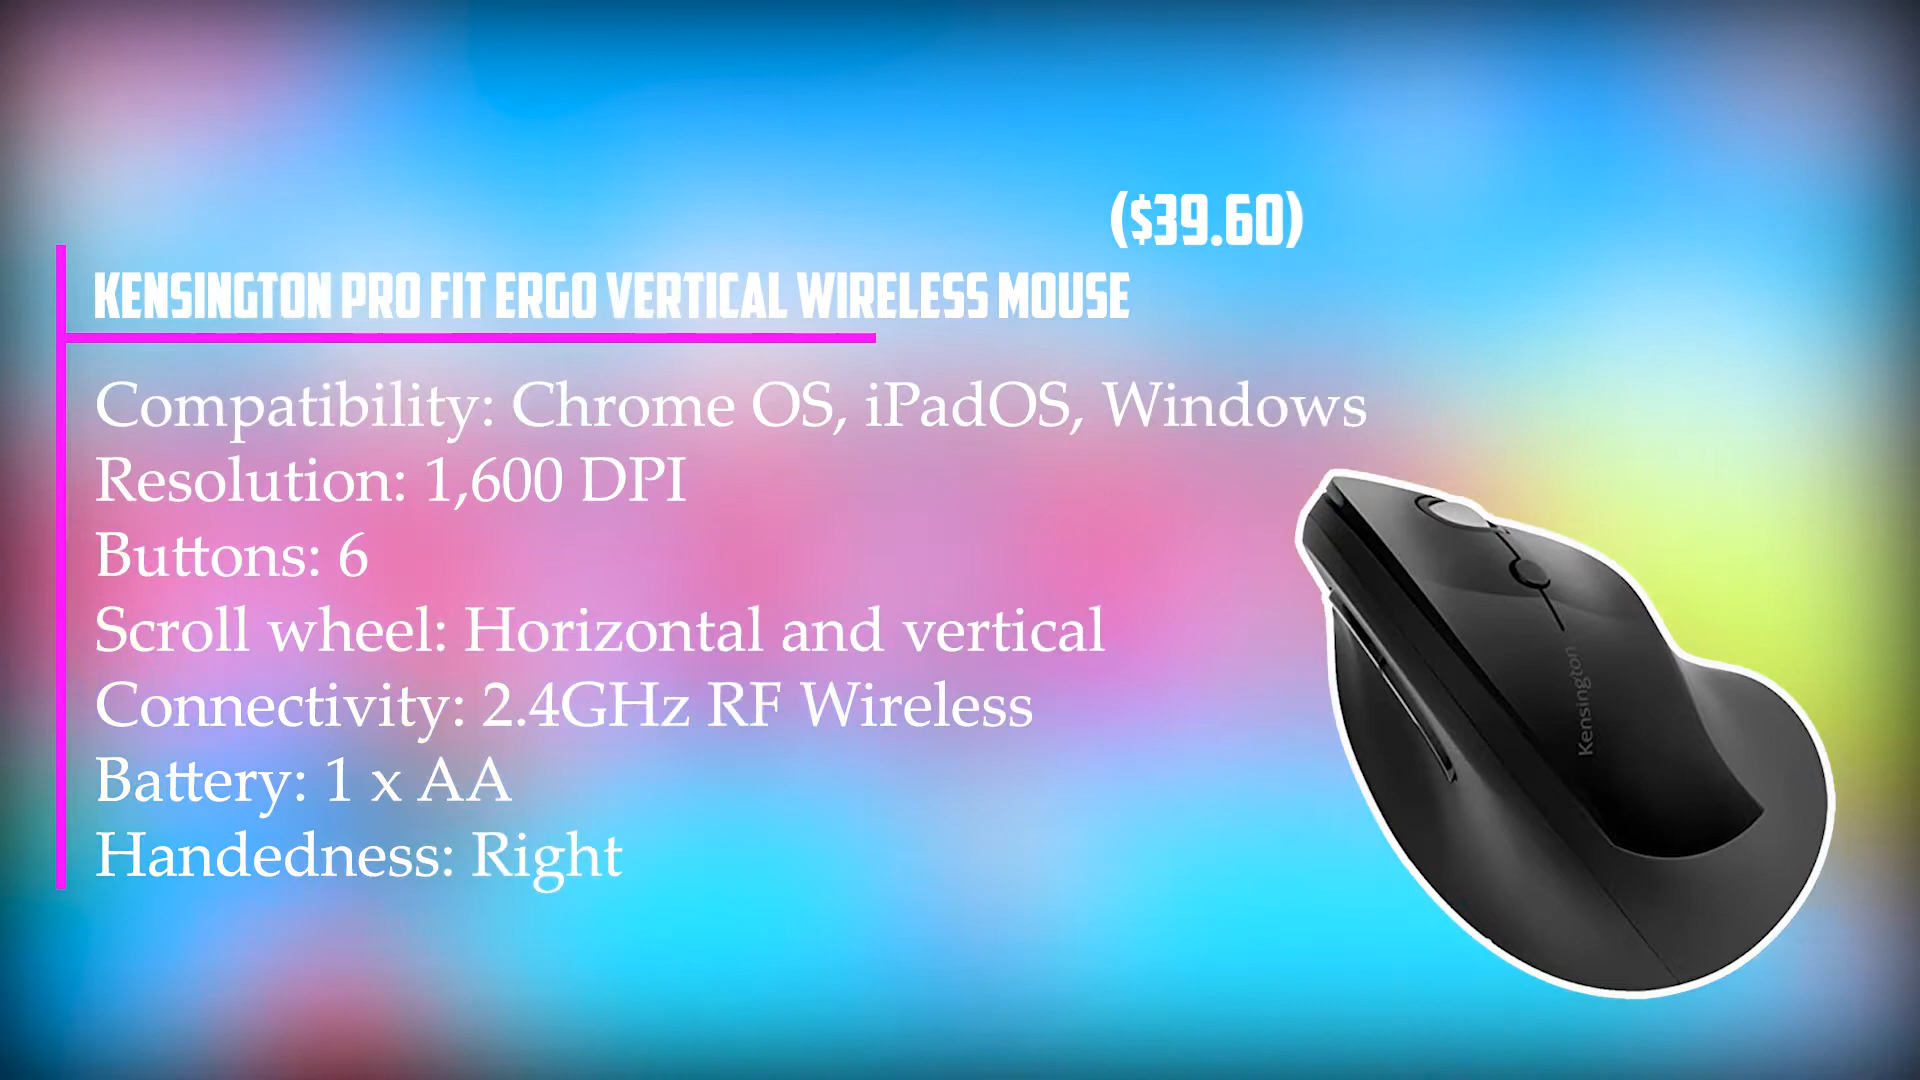 ($39.60)
KENSINGTON PRO FIT ERGO VERTICAL WIRELESS MOUSE
Compatibility: Chrome OS, iPadOS, Windows
Resolution: 1,600 DPI
Buttons: 6
Scroll wheel: Horizontal and vertical
Connectivity: 2.4GHz RF Wireless
Battery: 1 x AA
Handedness: Right
Kensington